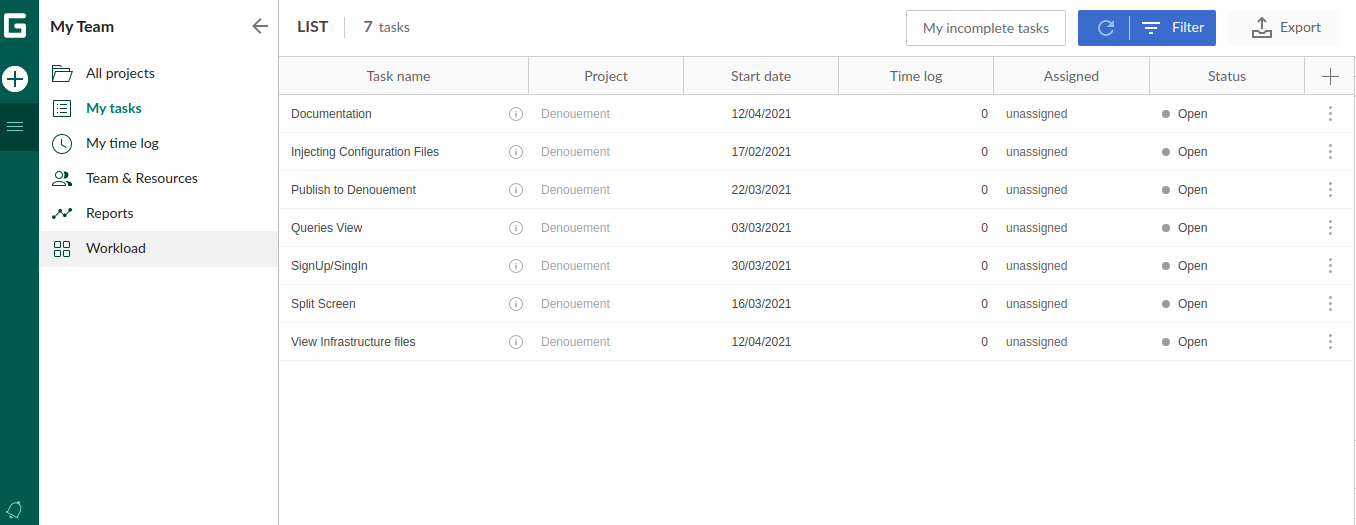 My Team
All projects
My tasks
My time log
Team & Resources
Reports
Workload
LIST 7 tasks My incomplete tasks Filter Export
Task name Project Start date Time log Assigned Status
Documentation Denouement 12/04/2021 0 unassigned Open
Injecting Configuration Files Denouement 17/02/2021 0 unassigned Open
Publish to Denouement Denouement 22/03/2021 0 unassigned Open
Queries View Denouement 03/03/2021 0 unassigned Open
SignUp/SingIn Denouement 30/03/2021 0 unassigned Open
Split Screen Denouement 16/03/2021 0 unassigned Open
View Infrastructure files Denouement 12/04/2021 0 unassigned Open